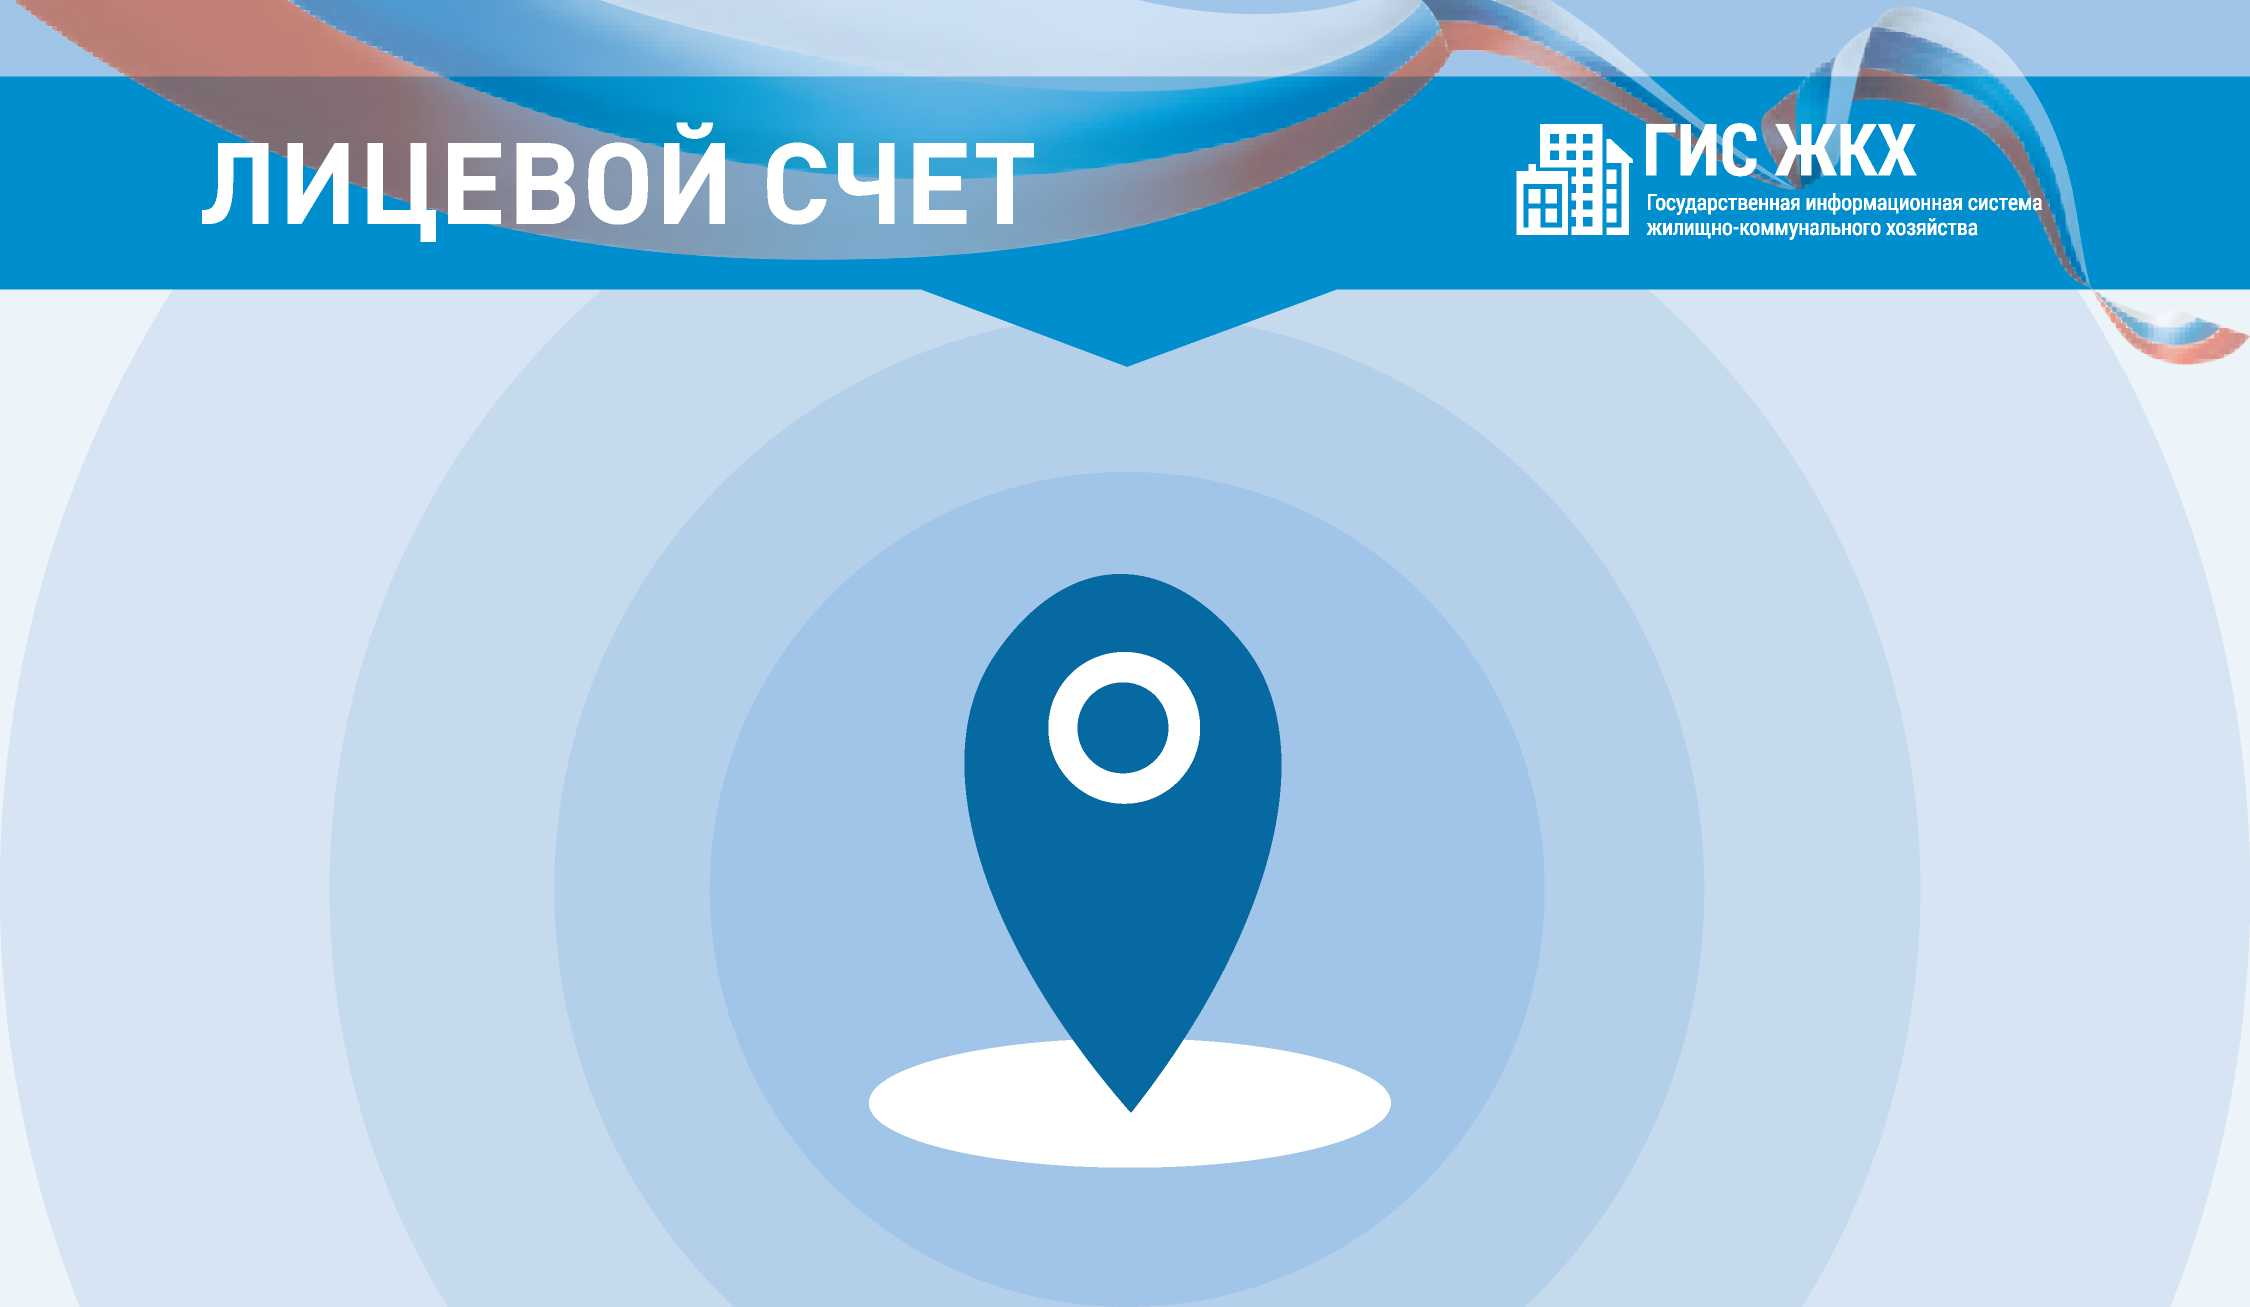 ЛИЦЕВОЙ СЧЕТ
ГИС ЖКХ
Государственная информационная система
жилищно-коммунального хозяйства